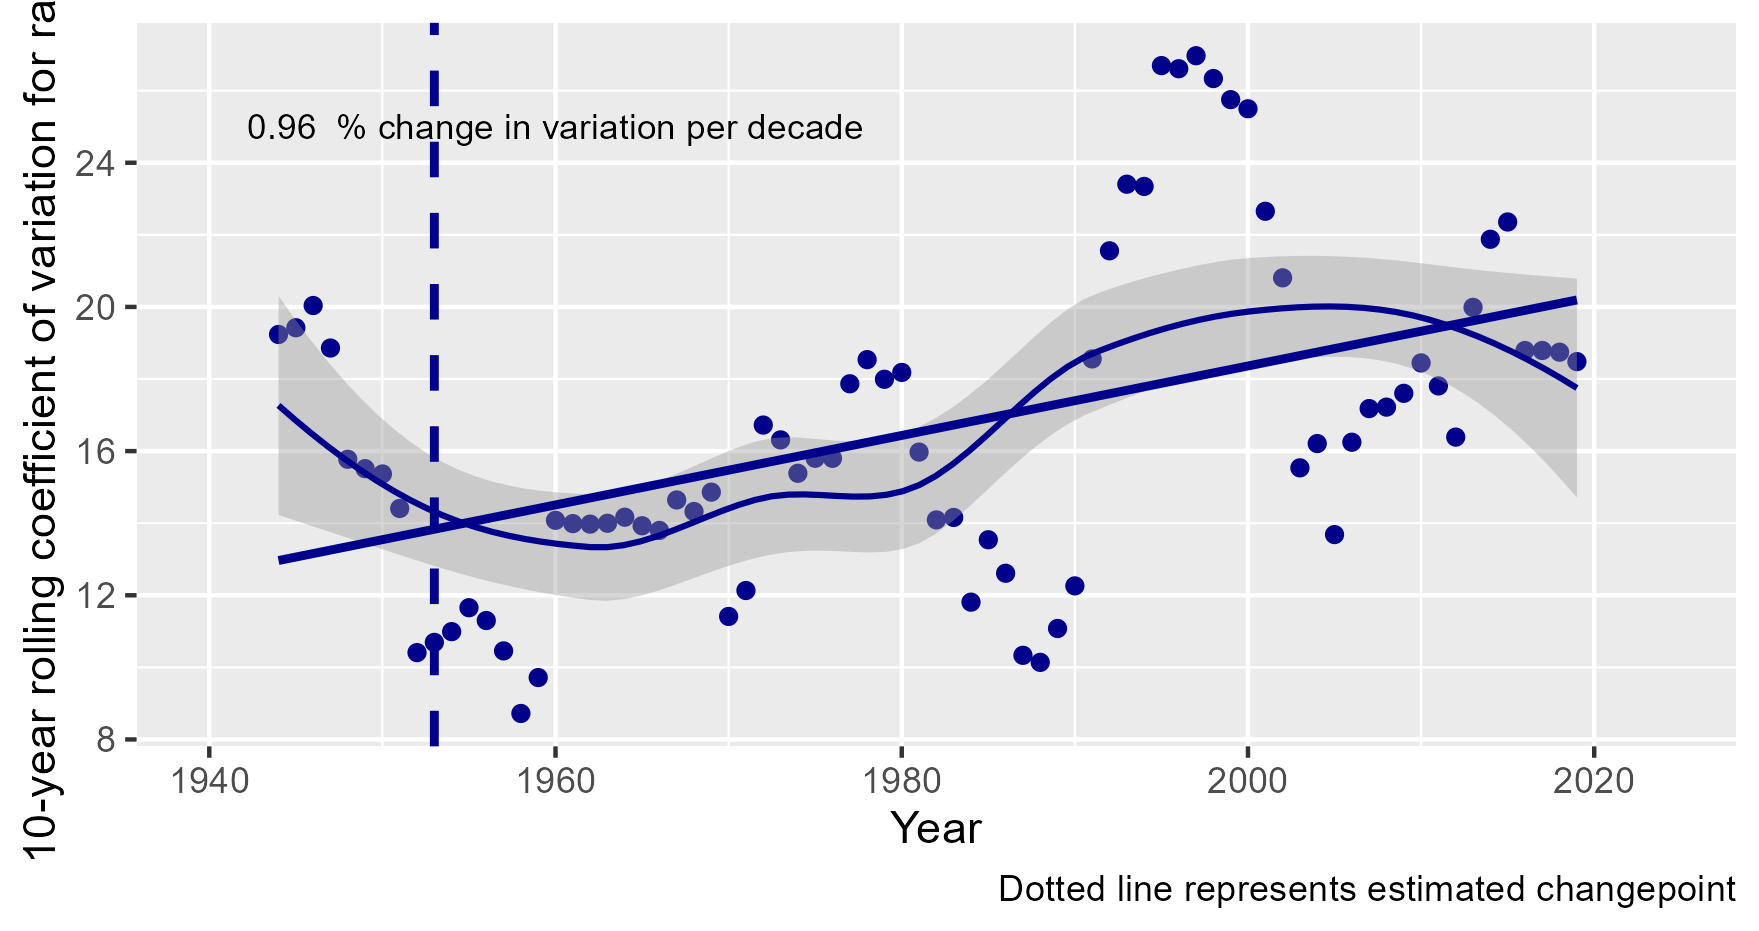 10-year rolling coefficient of variation for
0.96 % change in variation per decade
24
20
16
12
8
1940 1960 1980 2000 2020
Year
Dotted line represents estimated changepoint